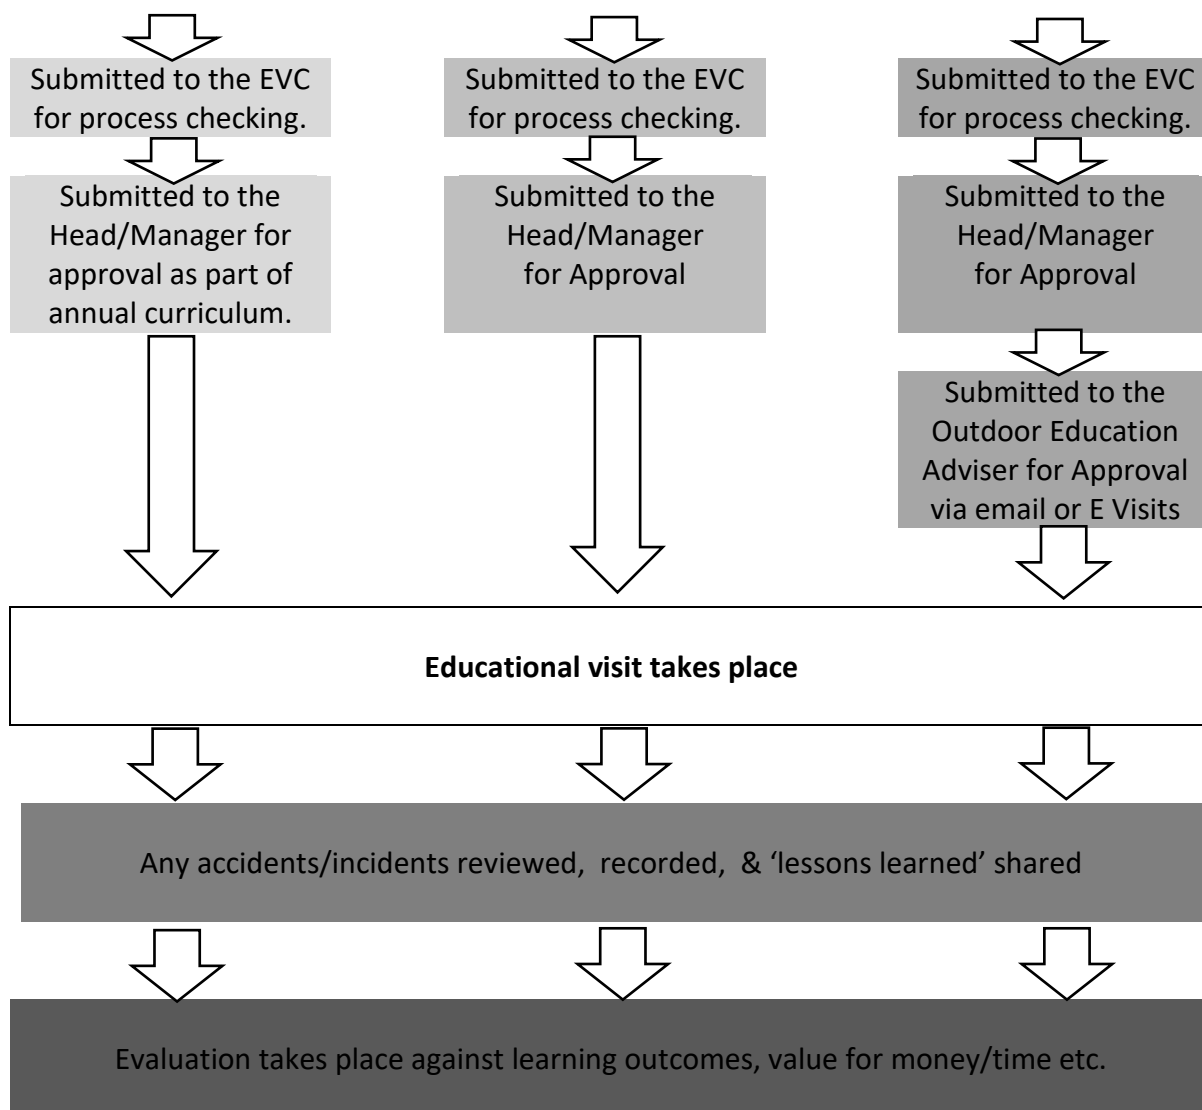 Submitted to the EVC
for process checking.
Submitted to the
Head/Manager for
approval as part of
annual curriculum.
Submitted to the EVC
for process checking.
Submitted to the
Head/Manager
for Approval
Submitted to the EVC
for process checking.
Submitted to the
Head/Manager
for Approval
Submitted to the
Outdoor Education
Adviser for Approval
via email or E Visits
Educational visit takes place
Any accidents/incidents reviewed,  recorded,  & ‘lessons learned’ shared
Evaluation takes place against learning outcomes, value for money/time etc.